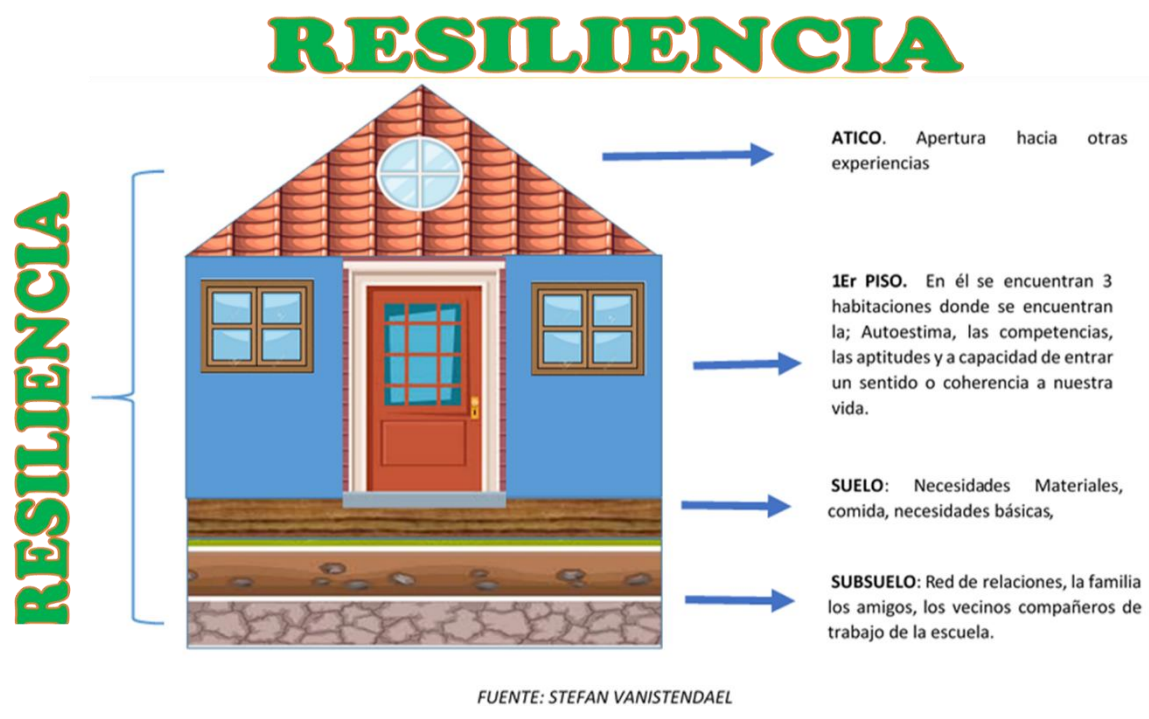 RESILIENCIA
RESILIENCIA
ATICO. Apertura hacia otras
experiencias
1Er PISO. En él se encuentran 3
habitaciones donde se encuentran
la; Autoestima, las competencias,
las aptitudes y a capacidad de entrar
un sentido o coherencia a nuestra
vida.
SUELO: Necesidades Materiales,
comida, necesidades básicas,
SUBSUELO: Red de relaciones, la familia
los amigos, los vecinos compañeros de
trabajo de la escuela.
FUENTE: STEFAN VANISTENDAEL